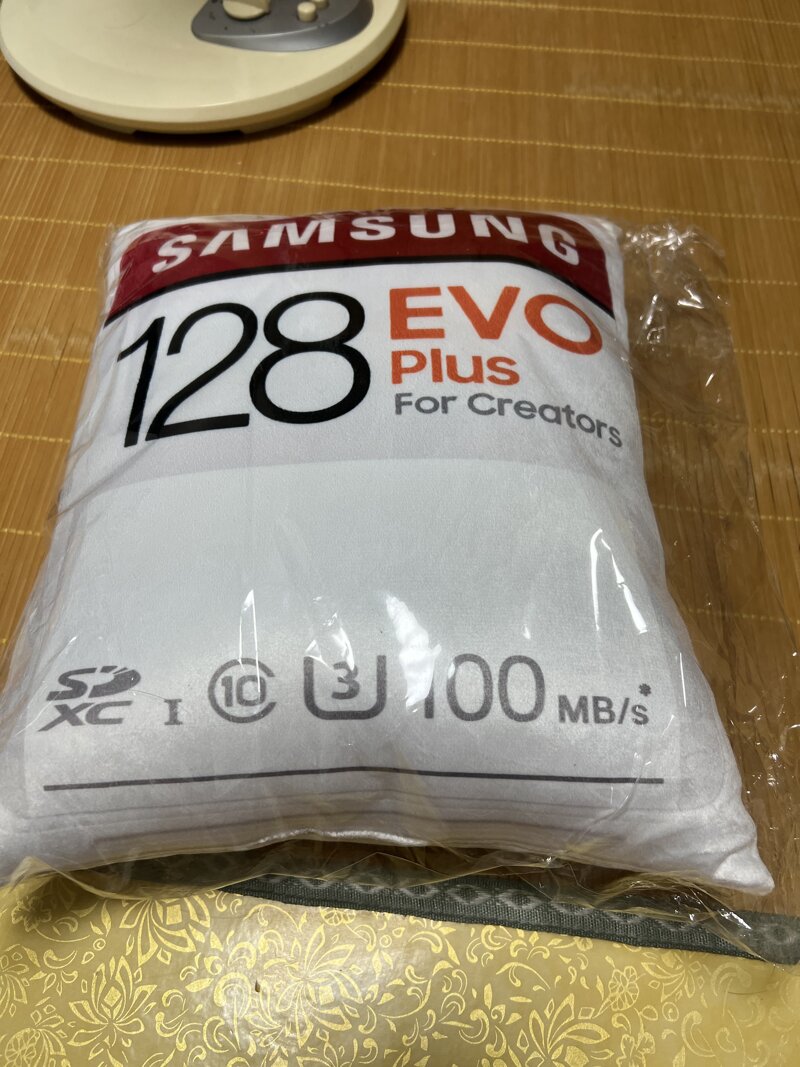 SAMSUNG
128 EVO
Plus
For Creators
SD
XC I 10 3 100 MB/s*